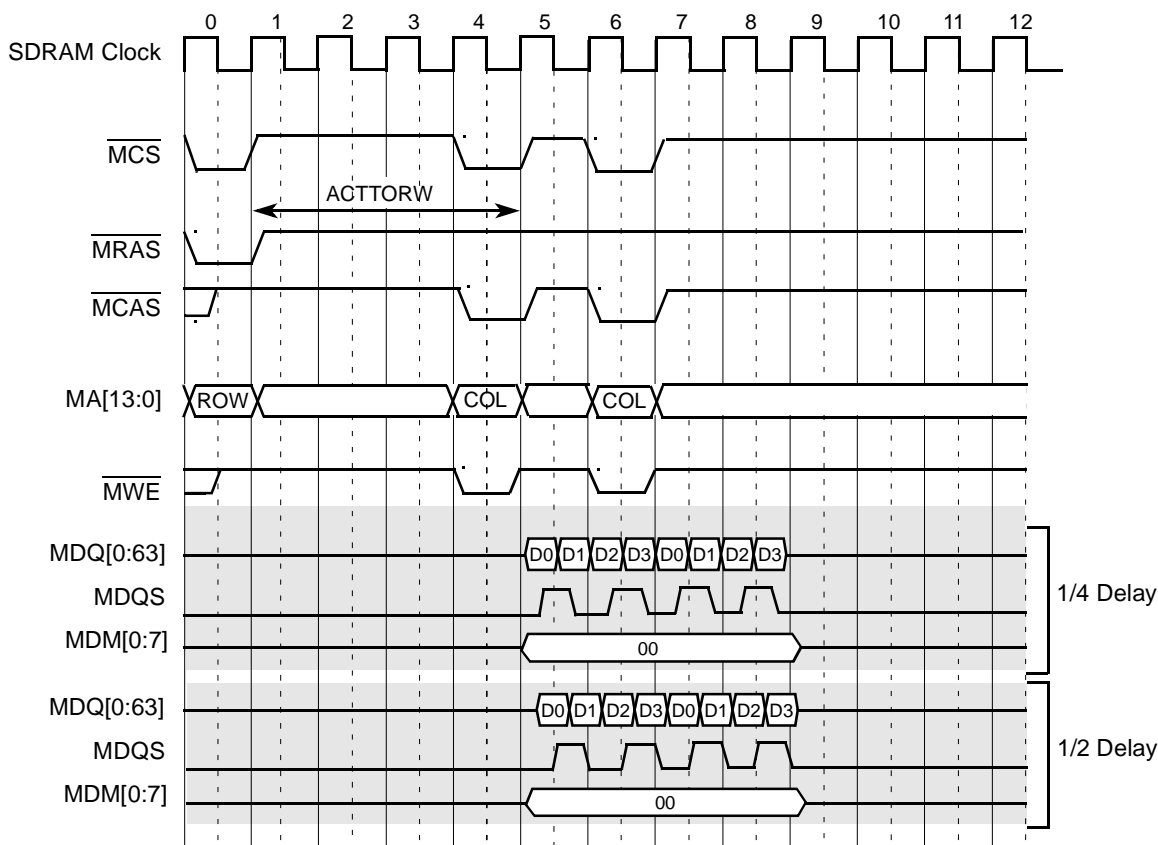 0 1 2 3 4 5 6 7 8 9 10 11 12
SDRAM Clock
MCS
ACTTORW
MRAS
MCAS
MA[13:0] ROW COL COL
MWE
MDQ[0:63] D0 D1 D2 D3 D0 D1 D2 D3
MDQS
1/4 Delay
MDM[0:7] 00
MDQ[0:63] D0 D1 D2 D3 D0 D1 D2 D3
MDQS
1/2 Delay
MDM[0:7] 00